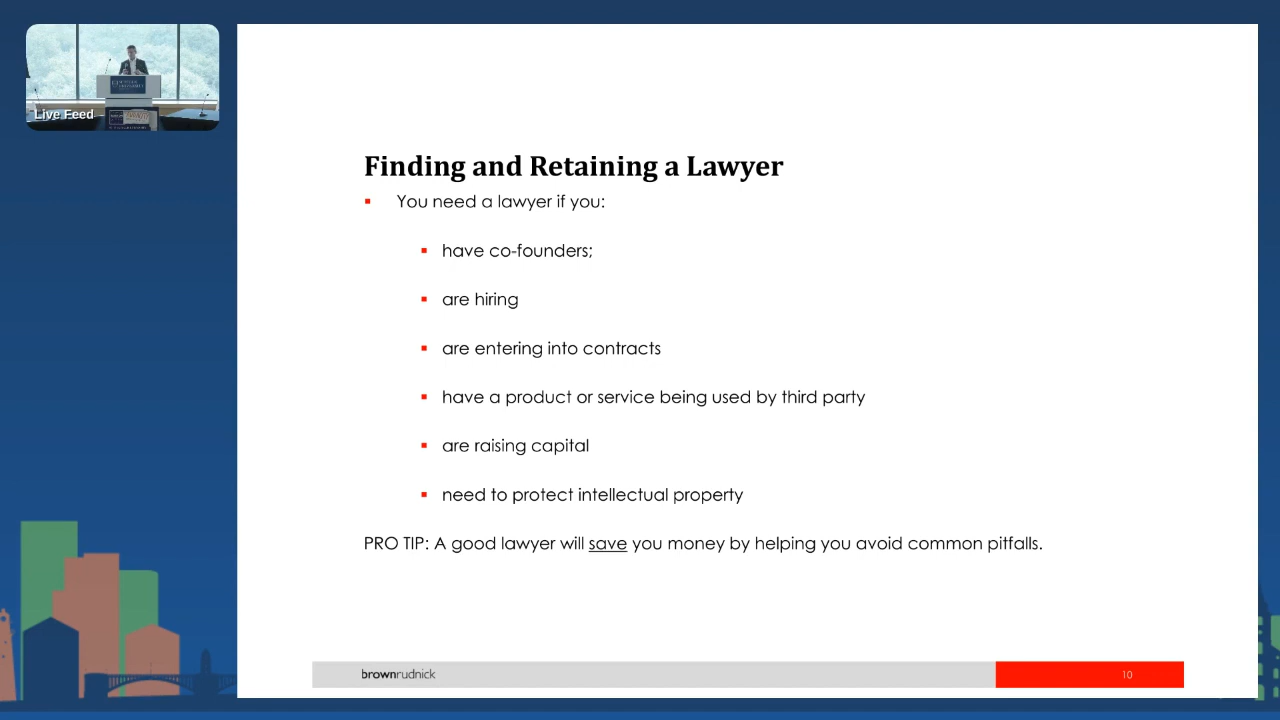 Live Feed
Finding and Retaining a Lawyer
You need a lawyer if you:
have co-founders;
are hiring
are entering into contracts
have a product or service being used by third party
are raising capital
need to protect intellectual property
PRO TIP: A good lawyer will save you money by helping you avoid common pitfalls.
brownrudnick
10